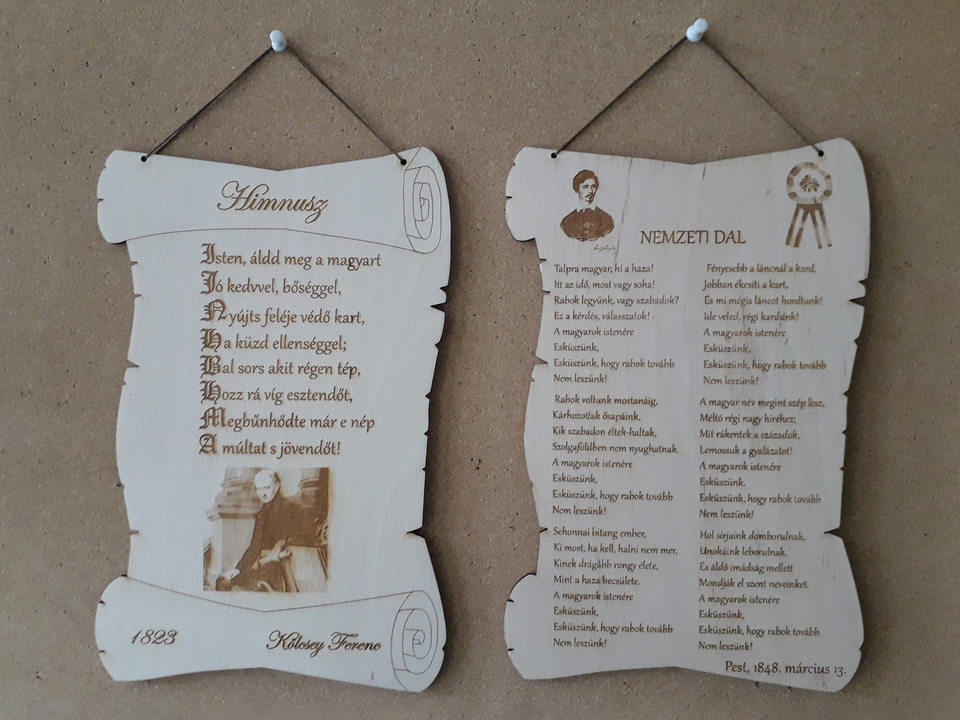 Himnusz
Isten, áldd meg a magyart
Jó kedvvel, bőséggel,
Nyújts feléje védő kart,
Ha küzd ellenséggel;
Bal sors akit régen tép,
Hozz rá víg esztendőt,
Megbűnhődte már e nép
A múltat s jövendőt!
1823
Kölcsey Ferenc
NEMZETI DAL
Talpra magyar, hí a haza!
Itt az idő, most vagy soha!
Rabok legyünk, vagy szabadok?
Ez a kérdés, válasszatok! -
A magyarok istenére
Esküszünk,
Esküszünk, hogy rabok tovább
Nem leszünk!
Rabok voltunk mostanáig,
Kárhozottak ősapáink,
Kik szabadon éltek-haltak,
Szolgaföldben nem nyughatnak.
A magyarok istenére
Esküszünk,
Esküszünk, hogy rabok tovább
Nem leszünk!
Sehonnai bitang ember,
Ki most, ha kell, halni nem mer,
Kinek drágább rongy élete,
Mint a haza becsülete.
A magyarok istenére
Esküszünk,
Esküszünk, hogy rabok tovább
Nem leszünk!
Fényesebb a láncnál a kard,
Jobban ékesíti a kart,
És mi mégis láncot hordtunk!
Ide veled, régi kardunk!
A magyarok istenére
Esküszünk,
Esküszünk, hogy rabok tovább
Nem leszünk!
A magyar név megint szép lesz,
Méltó régi nagy hiréhez;
Mit rákentek a századok,
Lemossuk a gyalázatot!
A magyarok istenére
Esküszünk,
Esküszünk, hogy rabok tovább
Nem leszünk!
Hol sírjaink domborulnak,
Unokáink leborulnak,
És áldó imádság mellett
Mondják el szent neveinket.
A magyarok istenére
Esküszünk,
Esküszünk, hogy rabok tovább
Nem leszünk!
Pest, 1848. március 13.